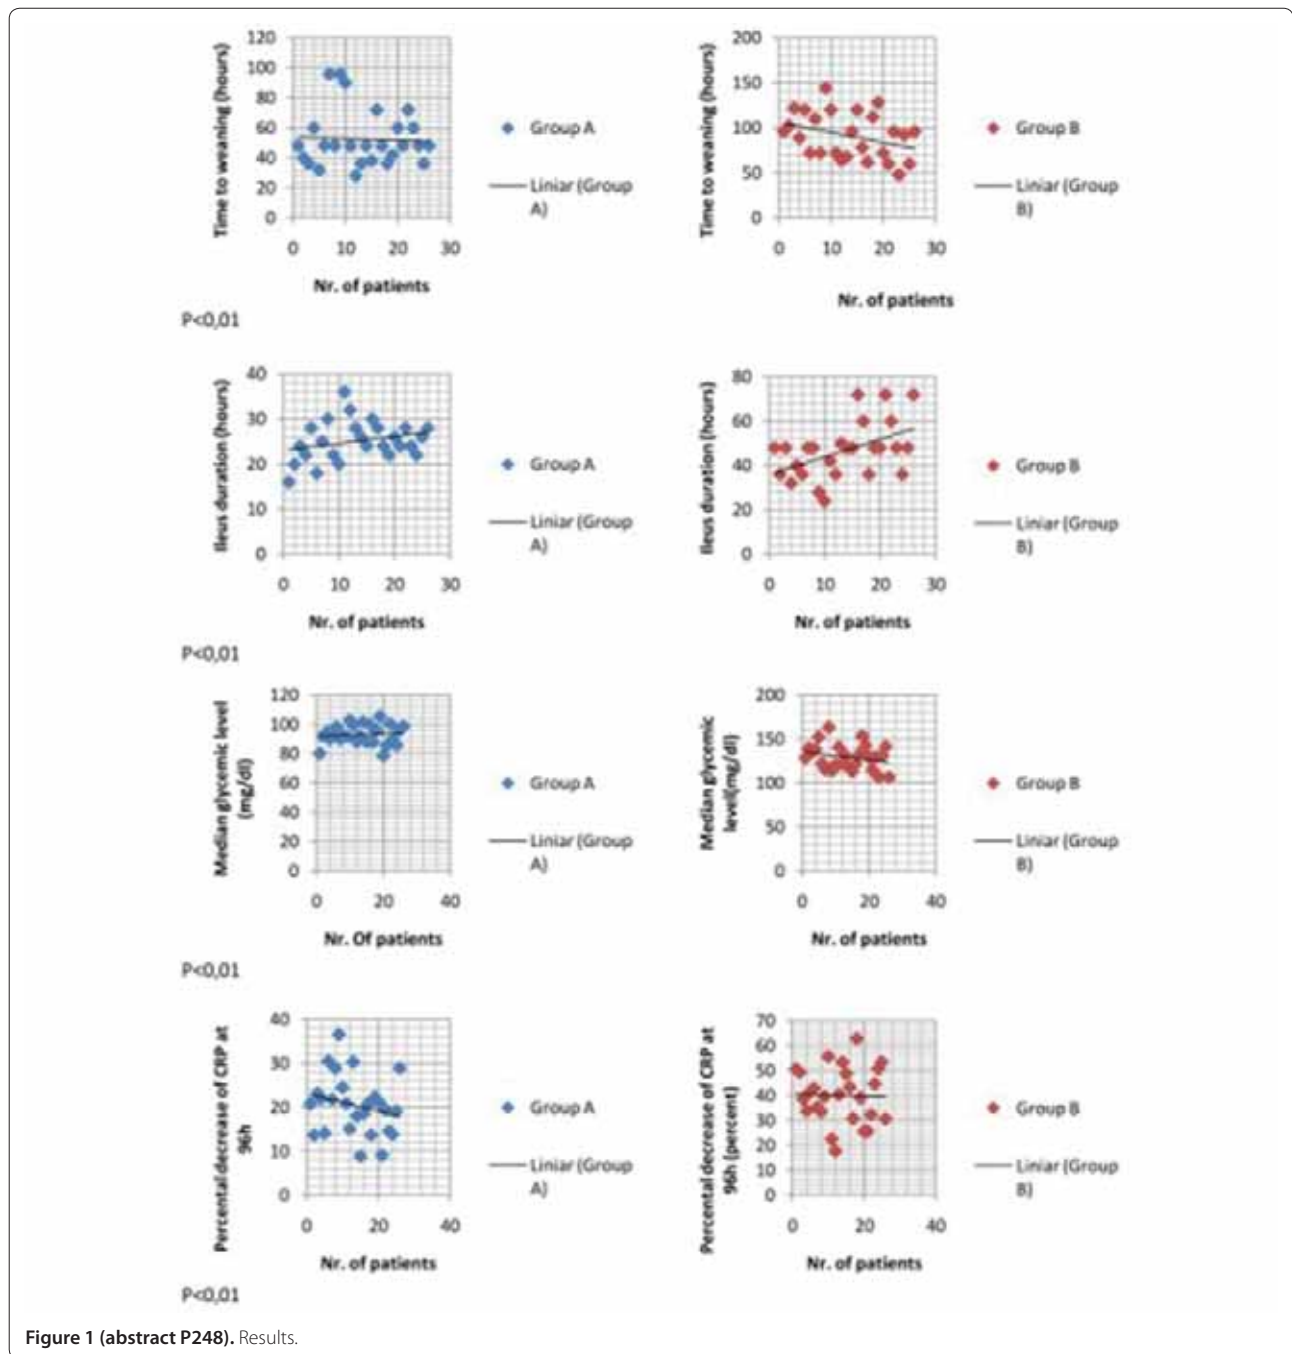 Time to weaning (hours)
120
100
80
60
40
20
0
0 10 20 30
Nr. of patients
Group A
Liniar (Group
A)
Time to weaning (hours)
200
150
100
50
0
0 10 20 30
Nr. of patients
Group B
Liniar (Group
B)
P<0,01
Ileus duration (hours)
40
30
20
10
0
0 10 20 30
Nr. of patients
Group A
Liniar (Group
A)
Ileus duration (hours)
80
60
40
20
0
0 10 20 30
Nr. of patients
Group B
Liniar (Group
B)
P<0,01
Median glycemic level
(mg/dl)
120
100
80
60
40
20
0
0 20 40
Nr. Of patients
Group A
Liniar (Group
A)
Median glycemic
level(mg/dl)
200
150
100
50
0
0 20 40
Nr. of patients
Group B
Liniar (Group
B)
P<0,01
Percental decrease of CRP at
96h
40
30
20
10
0
0 20 40
Nr. of patients
Group A
Liniar (Group
A)
Percental decrease of CRP at
96h (percent)
70
60
50
40
30
20
10
0
0 20 40
Nr. of patients
Group B
Liniar (Group
B)
P<0,01
Figure 1 (abstract P248). Results.